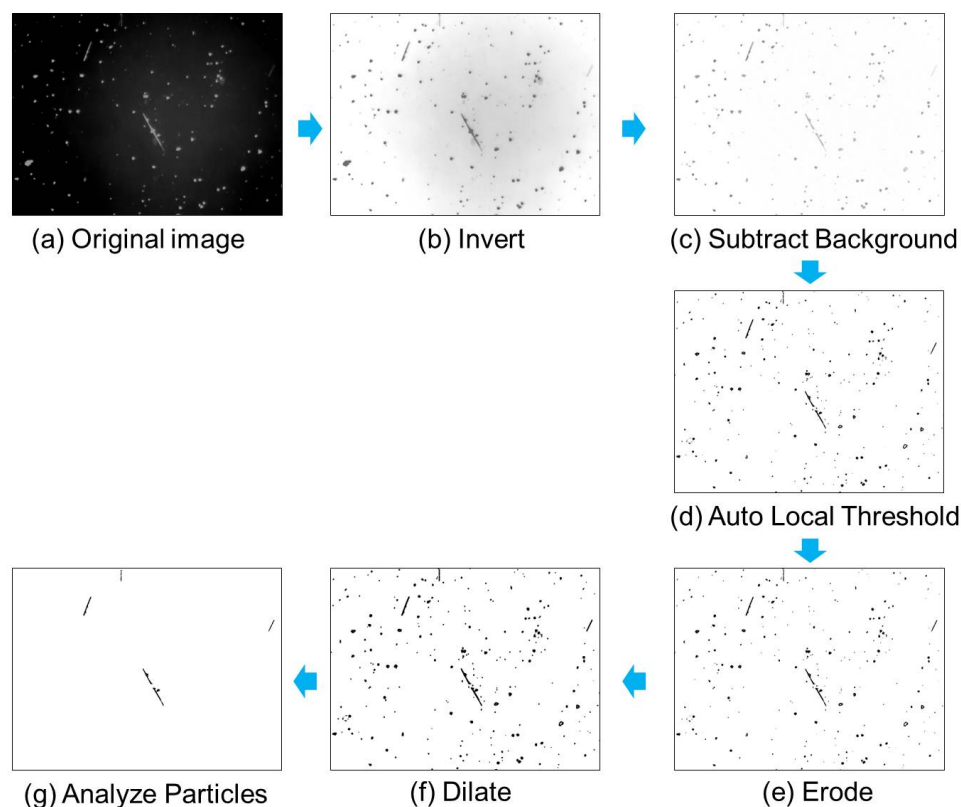 (a) Original image
(b) Invert
(c) Subtract Background
(d) Auto Local Threshold
(g) Analyze Particles
(f) Dilate
(e) Erode